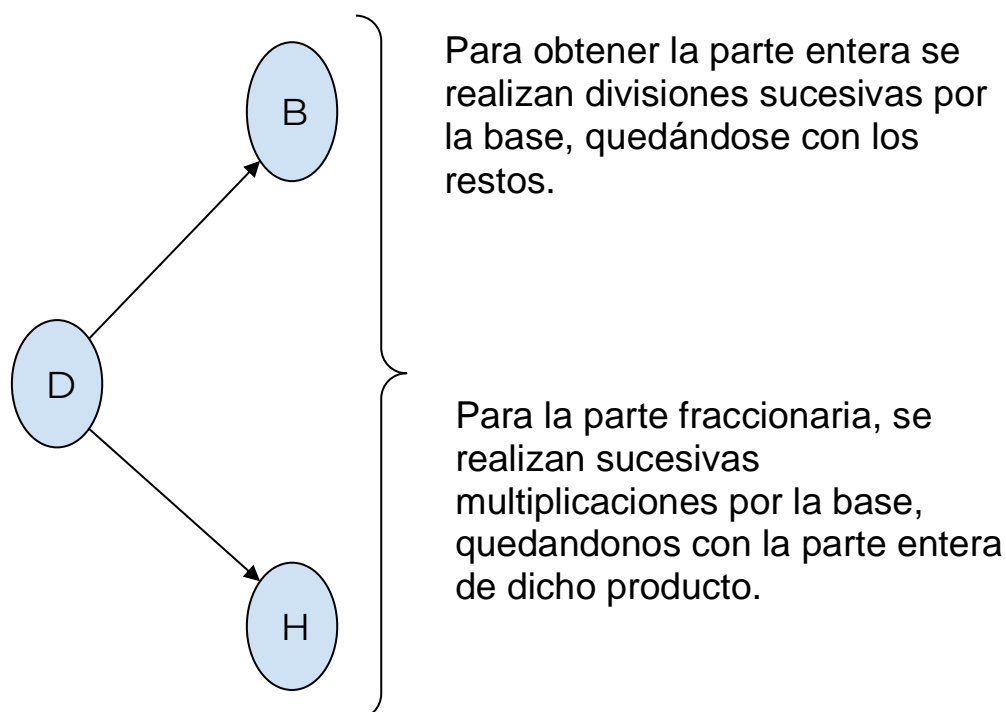 B
Para obtener la parte entera se
realizan divisiones sucesivas por
la base, quedándose con los
restos.
D
Para la parte fraccionaria, se
realizan sucesivas
multiplicaciones por la base,
quedandonos con la parte entera
de dicho producto.
H